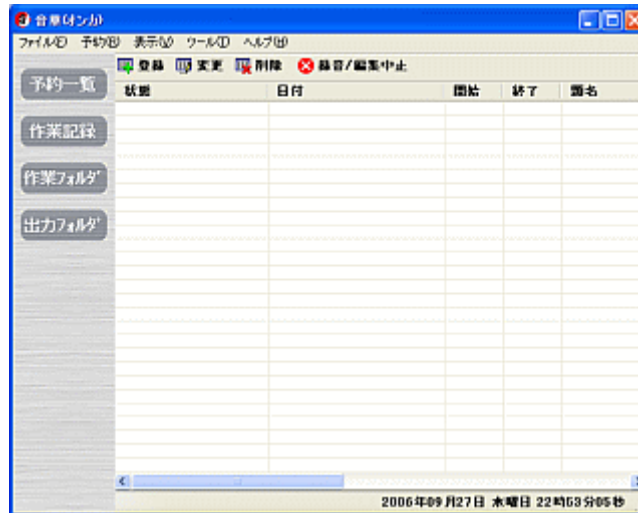 音華(オンカ)
ファイル(F) 予約(R) 表示(V) ツール(T) ヘルプ(H)
登録 変更 削除 録音/編集中止
予約一覧
状態 日付 開始 終了 題名
作業記録
作業フォルダ
出力フォルダ
2006年09月27日 水曜日 22時53分05秒